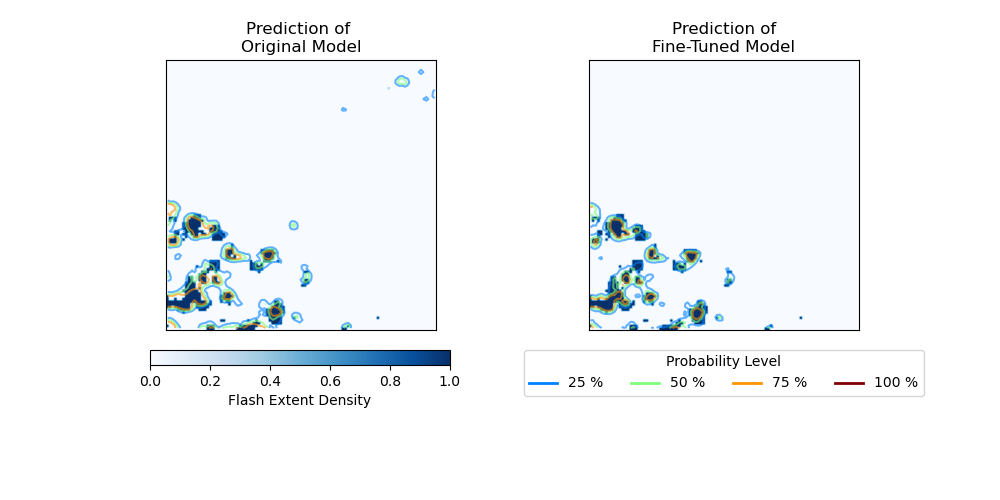 Prediction of
Original Model
Prediction of
Fine-Tuned Model
0.0 0.2 0.4 0.6 0.8 1.0
Flash Extent Density
Probability Level
25 % 50 % 75 % 100 %